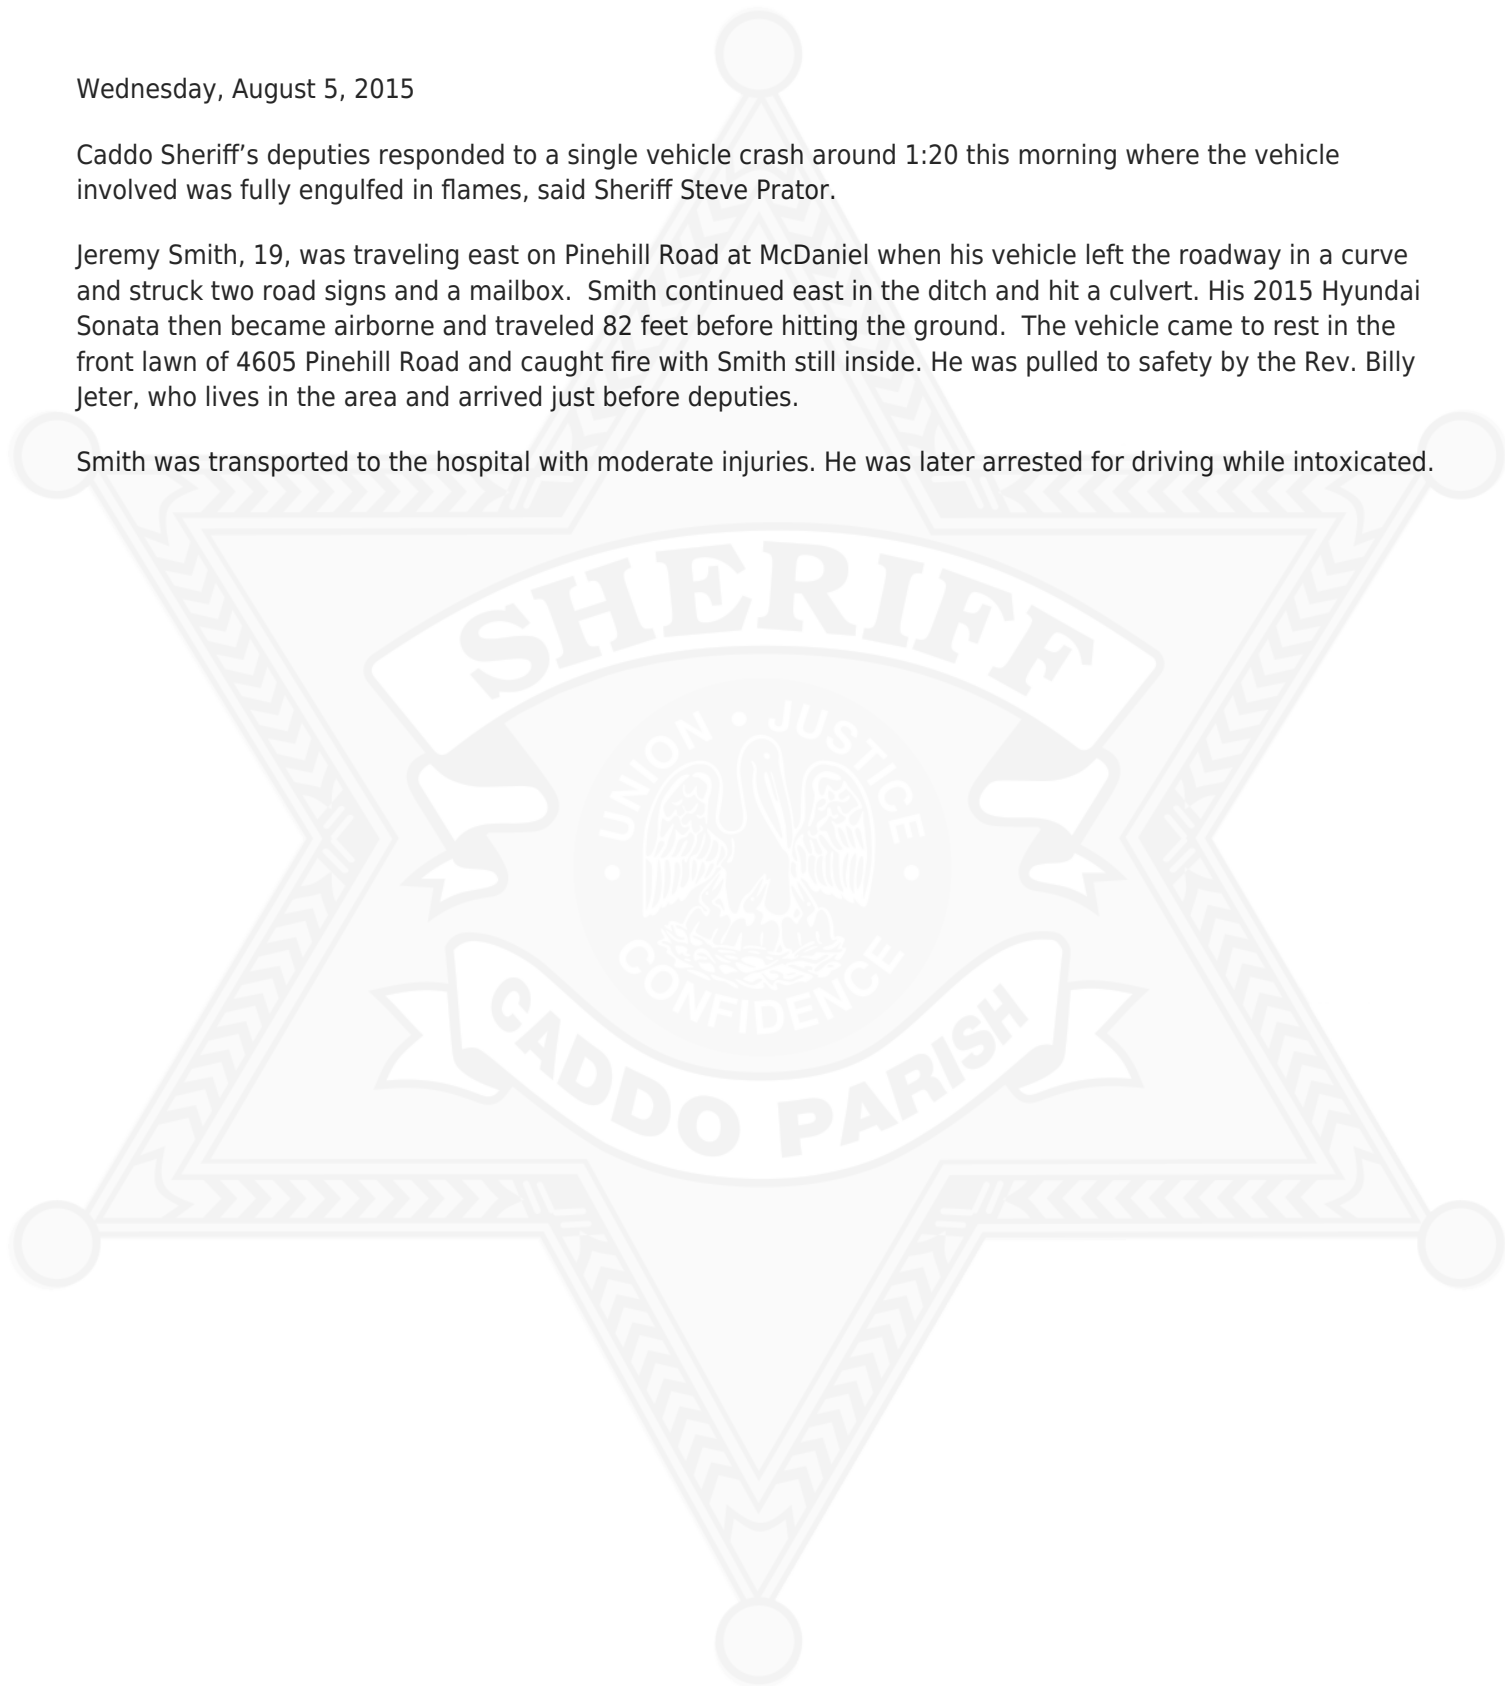 Wednesday, August 5, 2015
Caddo Sheriff’s deputies responded to a single vehicle crash around 1:20 this morning where the vehicle
involved was fully engulfed in flames, said Sheriff Steve Prator.
Jeremy Smith, 19, was traveling east on Pinehill Road at McDaniel when his vehicle left the roadway in a curve
and struck two road signs and a mailbox.  Smith continued east in the ditch and hit a culvert. His 2015 Hyundai
Sonata then became airborne and traveled 82 feet before hitting the ground.  The vehicle came to rest in the
front lawn of 4605 Pinehill Road and caught fire with Smith still inside. He was pulled to safety by the Rev. Billy
Jeter, who lives in the area and arrived just before deputies.
Smith was transported to the hospital with moderate injuries. He was later arrested for driving while intoxicated.
SHERIFF
UNION • JUSTICE
• CONFIDENCE •
CADDO PARISH